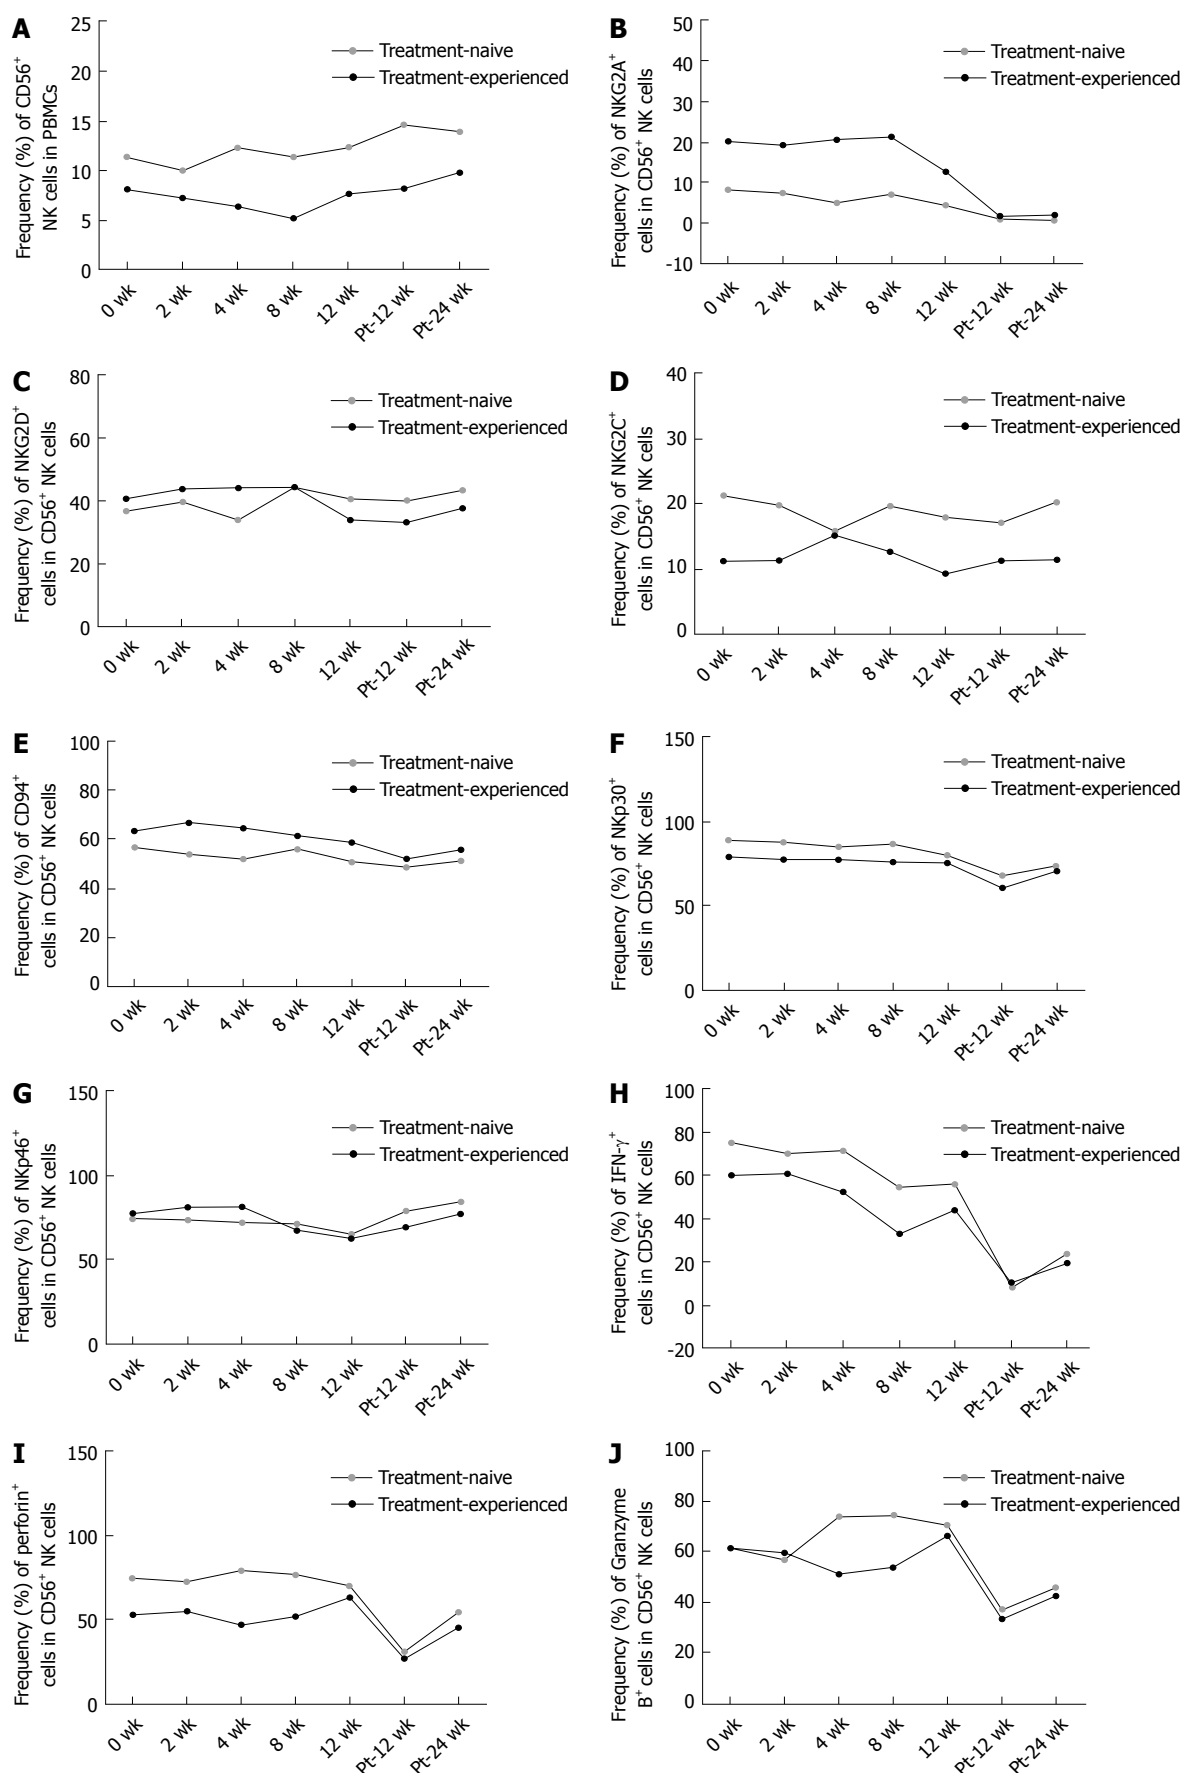 A
Frequency (%) of CD56+
NK cells in PBMCs
25
20
15
10
5
0
Treatment-naive
Treatment-experienced
0 wk
2 wk
4 wk
8 wk
12 wk
Pt-12 wk
Pt-24 wk
B
Frequency (%) of NKG2A+
cells in CD56+ NK cells
50
40
30
20
10
0
-10
Treatment-naive
Treatment-experienced
0 wk
2 wk
4 wk
8 wk
12 wk
Pt-12 wk
Pt-24 wk
C
Frequency (%) of NKG2D+
cells in CD56+ NK cells
80
60
40
20
0
Treatment-naive
Treatment-experienced
0 wk
2 wk
4 wk
8 wk
12 wk
Pt-12 wk
Pt-24 wk
D
Frequency (%) of NKG2C+
cells in CD56+ NK cells
40
30
20
10
0
Treatment-naive
Treatment-experienced
0 wk
2 wk
4 wk
8 wk
12 wk
Pt-12 wk
Pt-24 wk
E
Frequency (%) of CD94+
cells in CD56+ NK cells
100
80
60
40
20
0
Treatment-naive
Treatment-experienced
0 wk
2 wk
4 wk
8 wk
12 wk
Pt-12 wk
Pt-24 wk
F
Frequency (%) of NKp30+
cells in CD56+ NK cells
150
100
50
0
Treatment-naive
Treatment-experienced
0 wk
2 wk
4 wk
8 wk
12 wk
Pt-12 wk
Pt-24 wk
G
Frequency (%) of NKp46+
cells in CD56+ NK cells
150
100
50
0
Treatment-naive
Treatment-experienced
0 wk
2 wk
4 wk
8 wk
12 wk
Pt-12 wk
Pt-24 wk
H
Frequency (%) of IFN-γ+
cells in CD56+ NK cells
100
80
60
40
20
0
-20
Treatment-naive
Treatment-experienced
0 wk
2 wk
4 wk
8 wk
12 wk
Pt-12 wk
Pt-24 wk
I
Frequency (%) of perforin+
cells in CD56+ NK cells
150
100
50
0
Treatment-naive
Treatment-experienced
0 wk
2 wk
4 wk
8 wk
12 wk
Pt-12 wk
Pt-24 wk
J
Frequency (%) of Granzyme
B+ cells in CD56+ NK cells
100
80
60
40
20
0
Treatment-naive
Treatment-experienced
0 wk
2 wk
4 wk
8 wk
12 wk
Pt-12 wk
Pt-24 wk